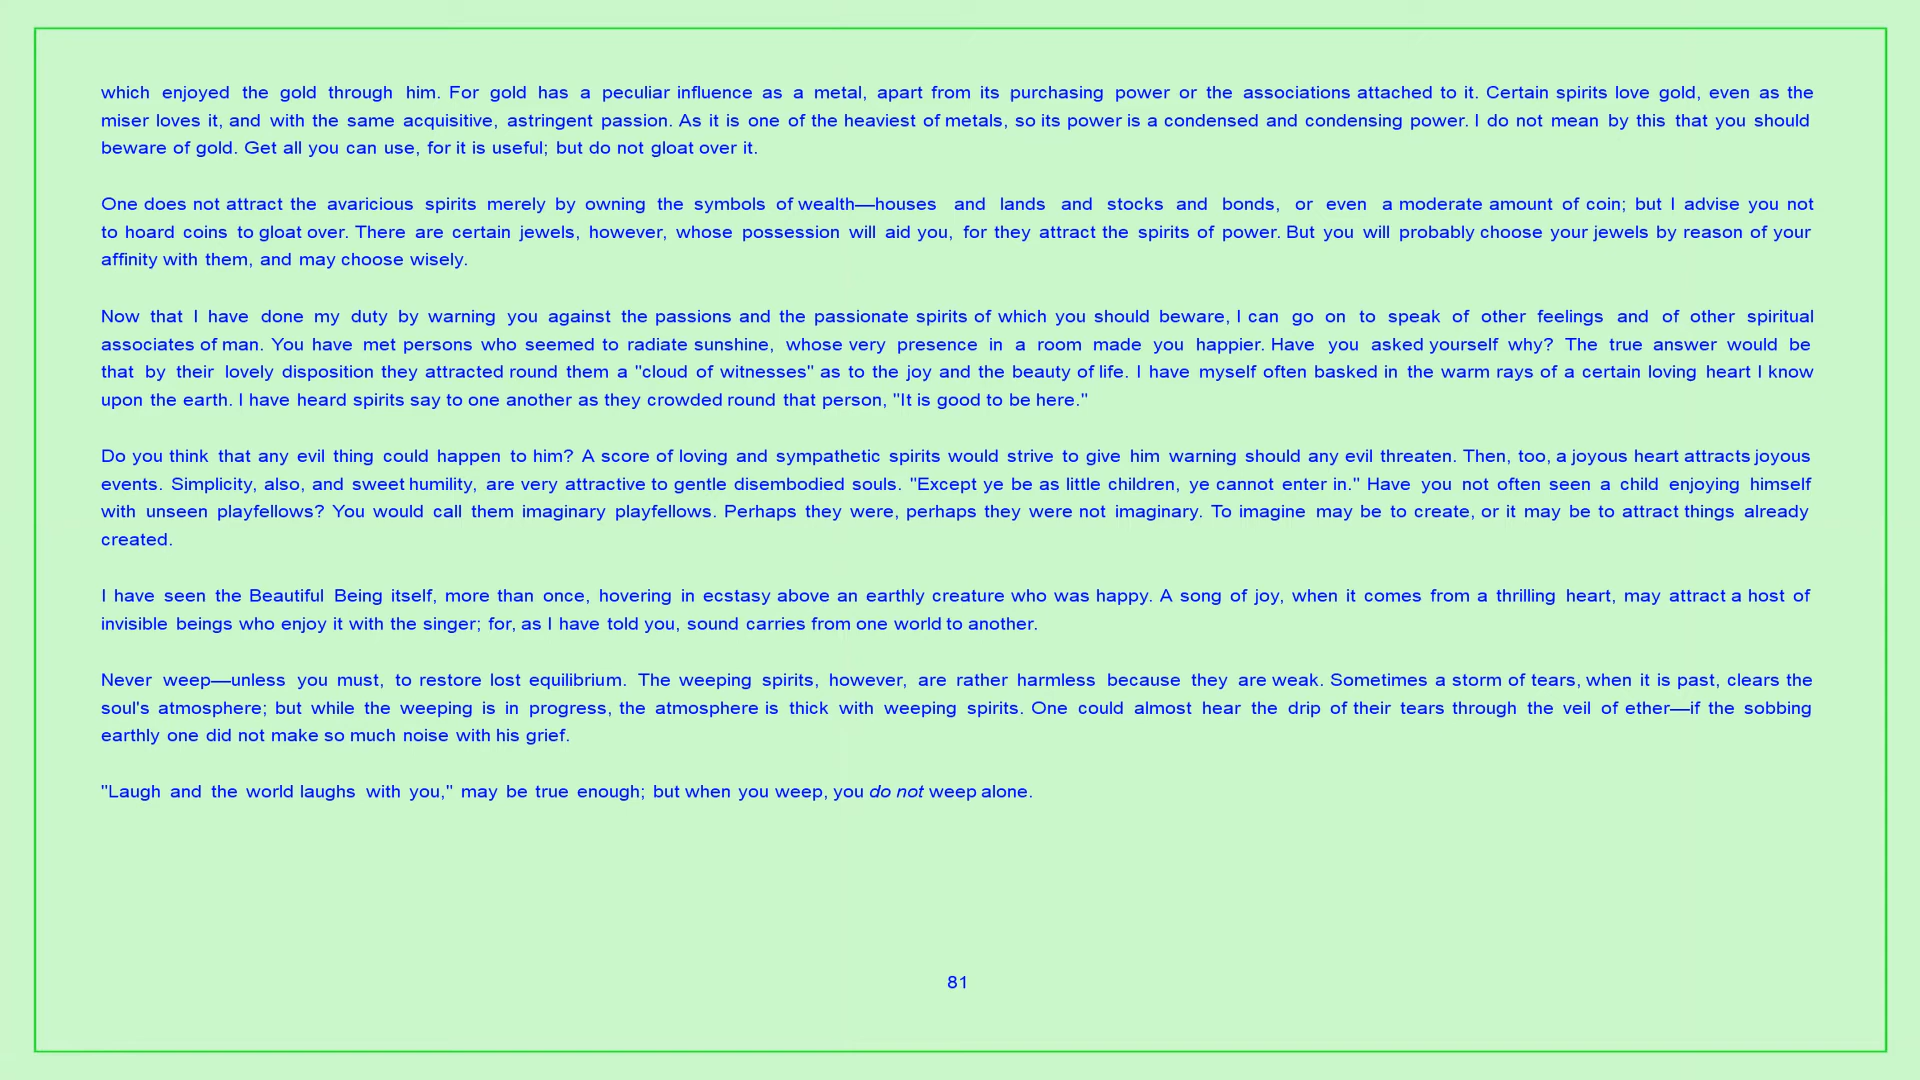 which enjoyed the gold through him. For gold has a peculiar influence as a metal, apart from its purchasing power or the associations attached to it. Certain spirits love gold, even as the
miser loves it, and with the same acquisitive, astringent passion. As it is one of the heaviest of metals, so its power is a condensed and condensing power. I do not mean by this that you should
beware of gold. Get all you can use, for it is useful; but do not gloat over it.
One does not attract the avaricious spirits merely by owning the symbols of wealth—houses and lands and stocks and bonds, or even a moderate amount of coin; but I advise you not
to hoard coins to gloat over. There are certain jewels, however, whose possession will aid you, for they attract the spirits of power. But you will probably choose your jewels by reason of your
affinity with them, and may choose wisely.
Now that I have done my duty by warning you against the passions and the passionate spirits of which you should beware, I can go on to speak of other feelings and of other spiritual
associates of man. You have met persons who seemed to radiate sunshine, whose very presence in a room made you happier. Have you asked yourself why? The true answer would be
that by their lovely disposition they attracted round them a "cloud of witnesses" as to the joy and the beauty of life. I have myself often basked in the warm rays of a certain loving heart I know
upon the earth. I have heard spirits say to one another as they crowded round that person, "It is good to be here."
Do you think that any evil thing could happen to him? A score of loving and sympathetic spirits would strive to give him warning should any evil threaten. Then, too, a joyous heart attracts joyous
events. Simplicity, also, and sweet humility, are very attractive to gentle disembodied souls. "Except ye be as little children, ye cannot enter in." Have you not often seen a child enjoying himself
with unseen playfellows? You would call them imaginary playfellows. Perhaps they were, perhaps they were not imaginary. To imagine may be to create, or it may be to attract things already
created.
I have seen the Beautiful Being itself, more than once, hovering in ecstasy above an earthly creature who was happy. A song of joy, when it comes from a thrilling heart, may attract a host of
invisible beings who enjoy it with the singer; for, as I have told you, sound carries from one world to another.
Never weep—unless you must, to restore lost equilibrium. The weeping spirits, however, are rather harmless because they are weak. Sometimes a storm of tears, when it is past, clears the
soul's atmosphere; but while the weeping is in progress, the atmosphere is thick with weeping spirits. One could almost hear the drip of their tears through the veil of ether—if the sobbing
earthly one did not make so much noise with his grief.
"Laugh and the world laughs with you," may be true enough; but when you weep, you do not weep alone.
81